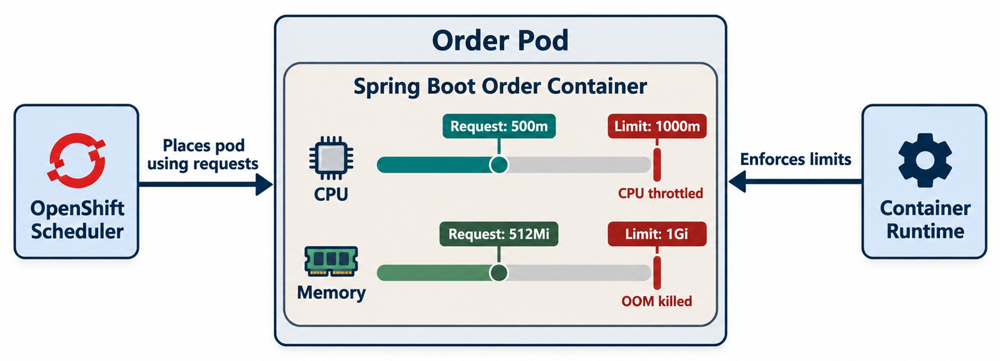 Order Pod
Spring Boot Order Container
Request: 500m
Limit: 1000m
CPU
CPU throttled
Request: 512Mi
Limit: 1Gi
Memory
OOM killed
OpenShift
Scheduler
Places pod
using requests
Enforces limits
Container
Runtime